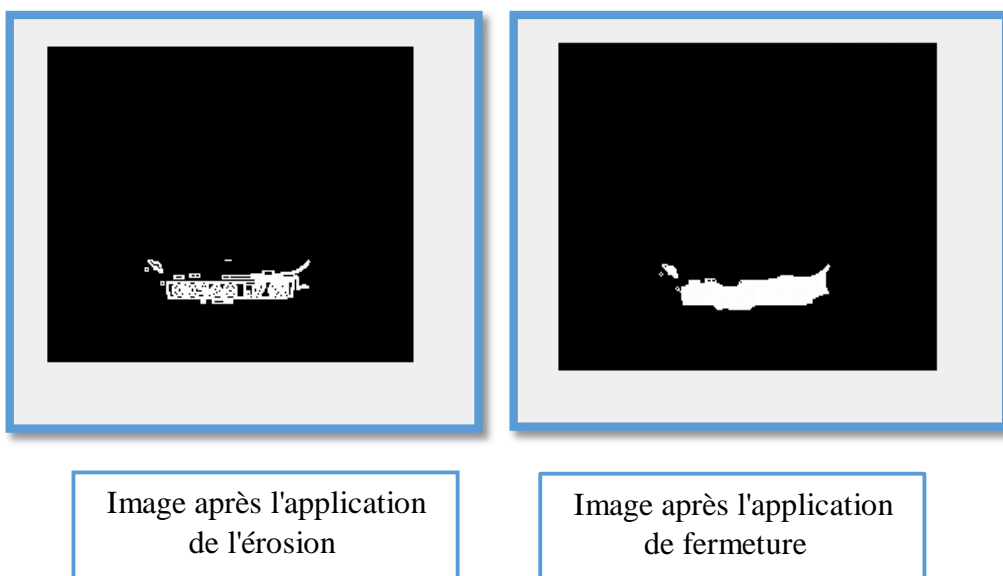 Image après l'application
de l'érosion
Image après l'application
de fermeture